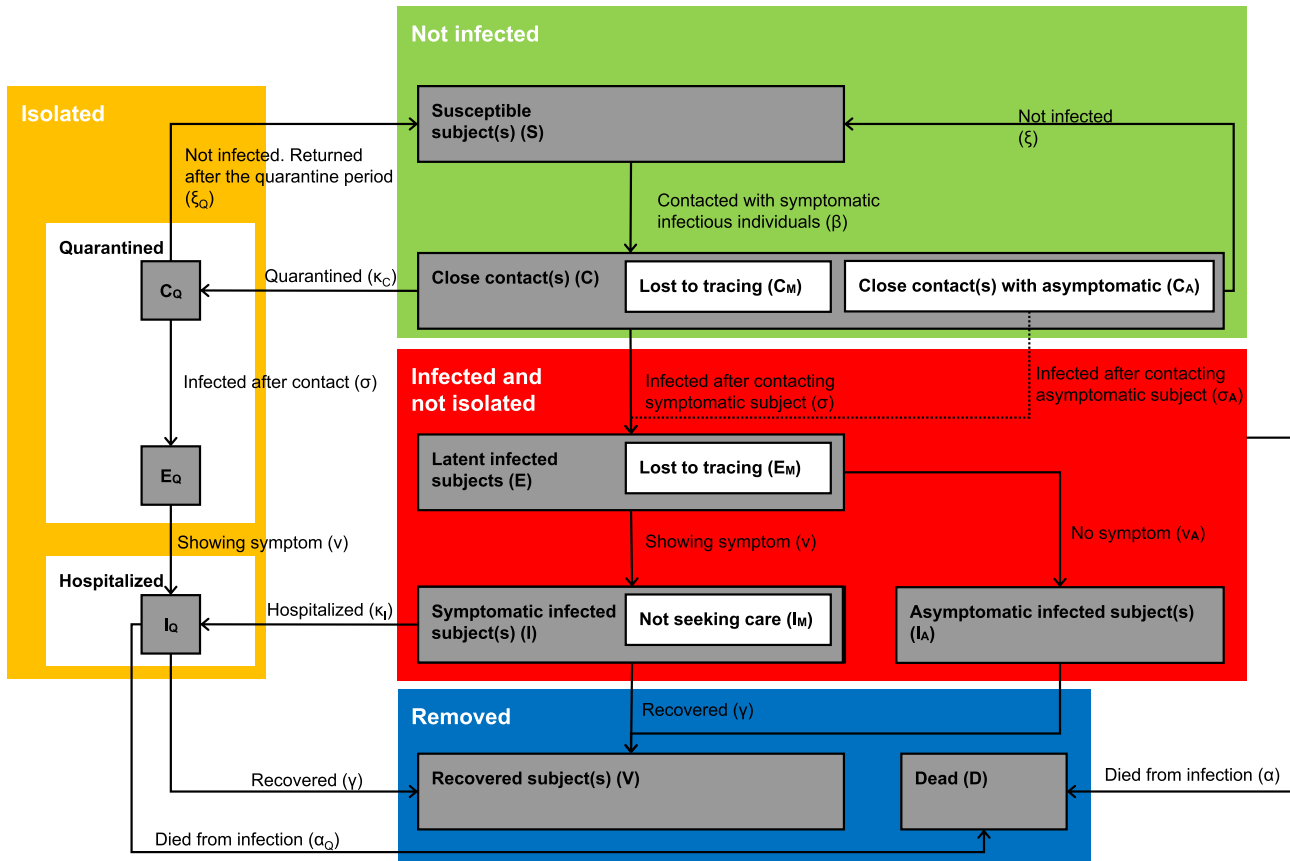 Not infected
Isolated
Susceptible
subject(s) (S)
Not infected
(ξ)
Not infected. Returned
after the quarantine period
(ξQ)
Contacted with symptomatic
infectious individuals (β)
Quarantined
CQ
Quarantined (κC)
Close contact(s) (C)
Lost to tracing (CM)
Close contact(s) with asymptomatic (CA)
Infected after contact (σ)
Infected and
not isolated
Infected after contacting
symptomatic subject (σ)
Infected after contacting
asymptomatic subject (σA)
EQ
Latent infected
subjects (E)
Lost to tracing (EM)
Showing symptom (ν)
Showing symptom (ν)
No symptom (νA)
Hospitalized
IQ
Hospitalized (κI)
Symptomatic infected
subject(s) (I)
Not seeking care (IM)
Asymptomatic infected subject(s)
(IA)
Removed
Recovered (γ)
Recovered (γ)
Recovered subject(s) (V)
Dead (D)
Died from infection (α)
Died from infection (αQ)